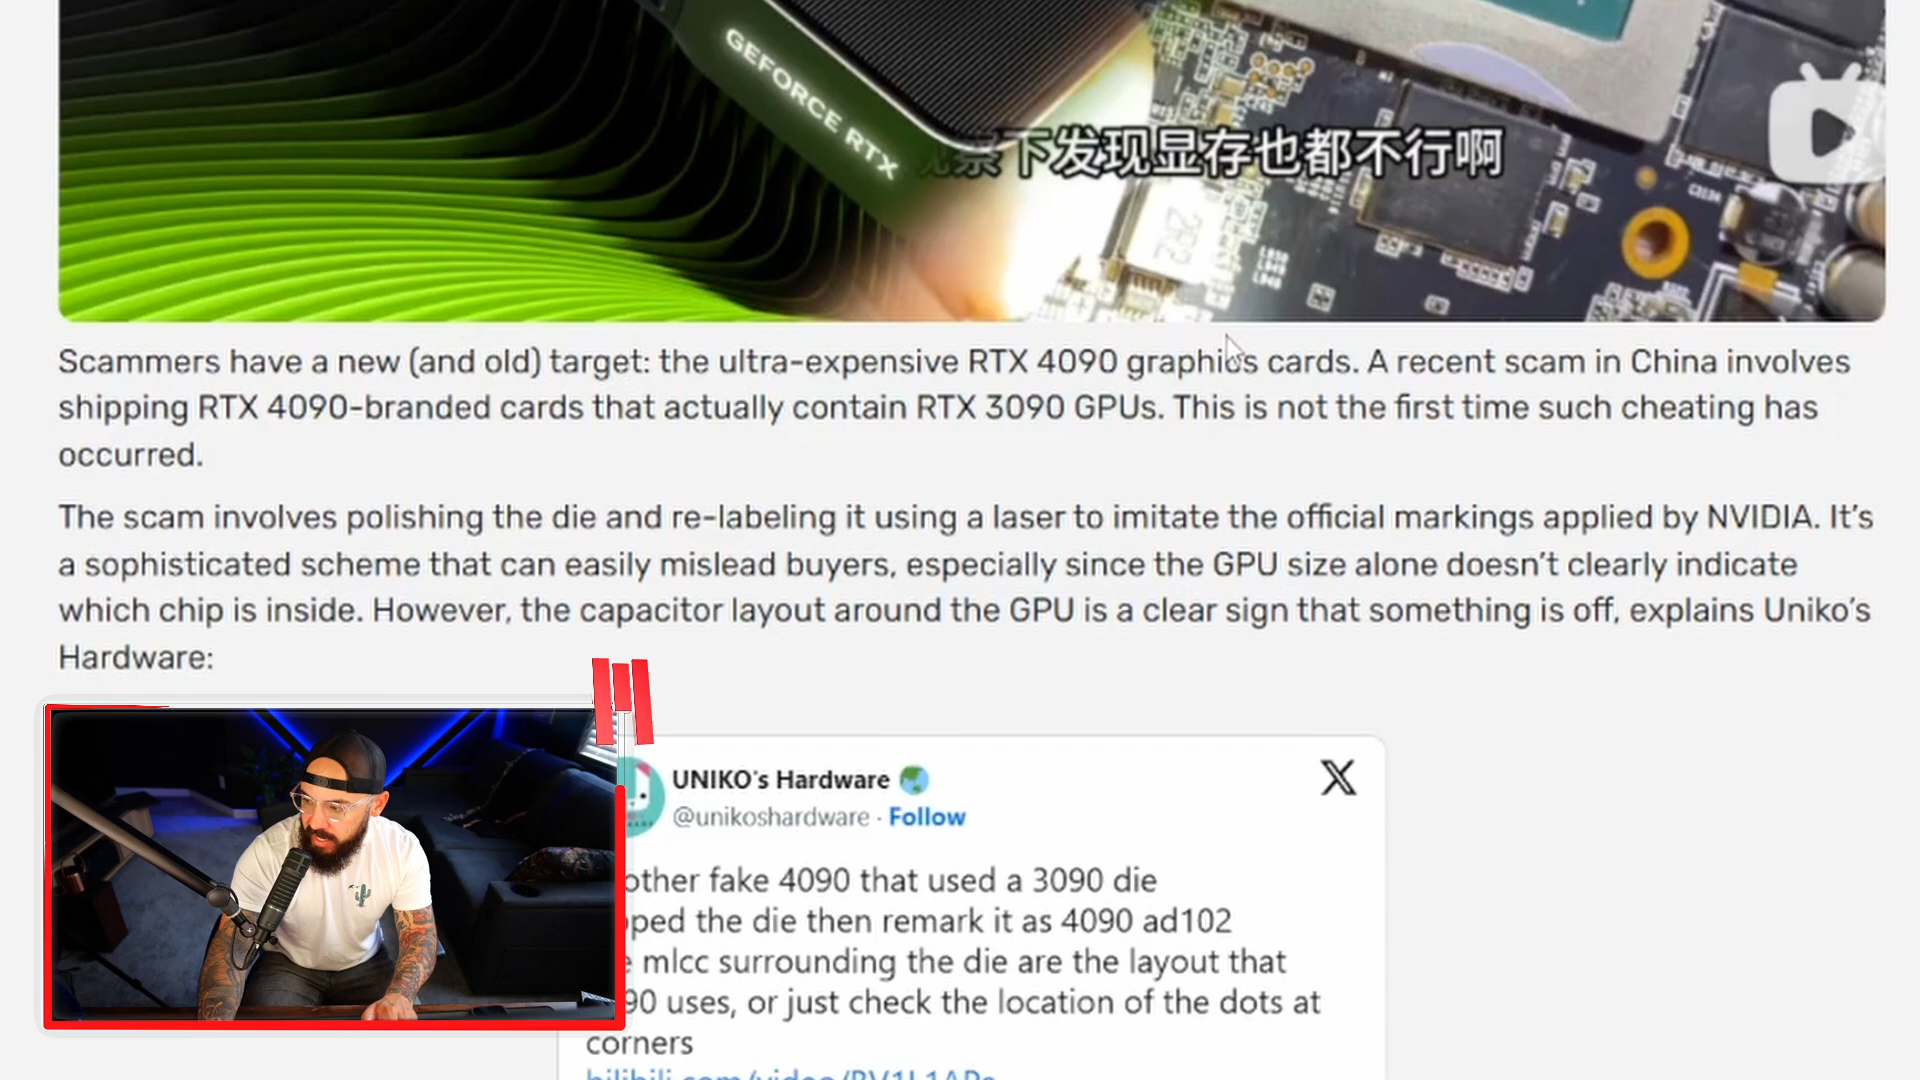 GEFORCE RTX
察下发现显存也都不行啊
2R2
Scammers have a new (and old) target: the ultra-expensive RTX 4090 graphics cards. A recent scam in China involves
shipping RTX 4090-branded cards that actually contain RTX 3090 GPUs. This is not the first time such cheating has
occurred.
The scam involves polishing the die and re-labeling it using a laser to imitate the official markings applied by NVIDIA. It’s
a sophisticated scheme that can easily mislead buyers, especially since the GPU size alone doesn’t clearly indicate
which chip is inside. However, the capacitor layout around the GPU is a clear sign that something is off, explains Uniko’s
Hardware:
UNIKO's Hardware
@unikoshardware · Follow
other fake 4090 that used a 3090 die
ped the die then remark it as 4090 ad102
mlcc surrounding the die are the layout that
90 uses, or just check the location of the dots at
corners